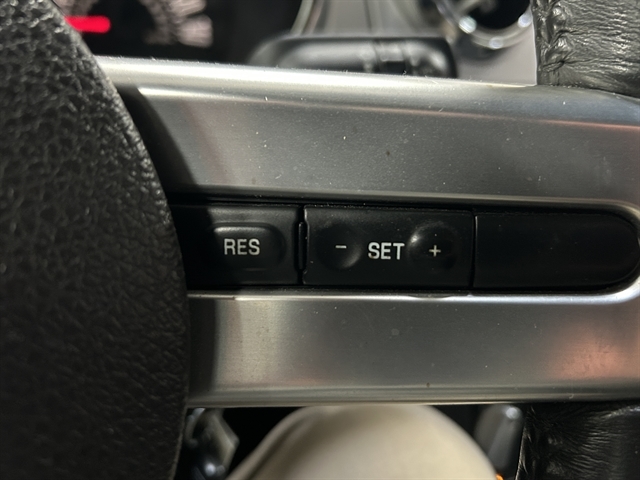 RES - SET +